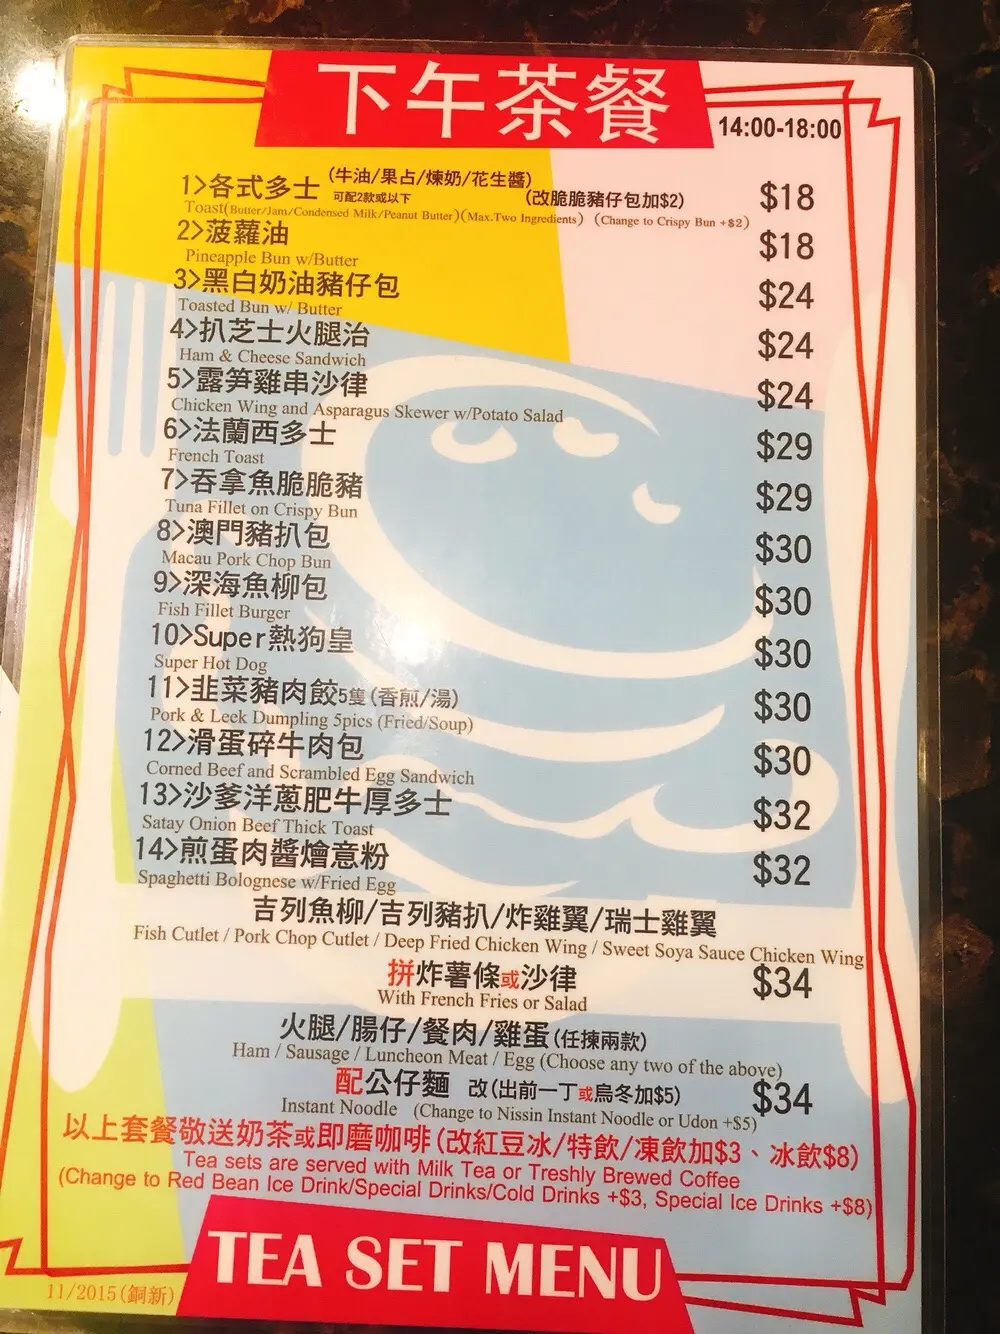 下午茶餐
14:00-18:00
1>各式多士 (牛油/果占/煉奶/花生醬) 可配2款或以下 (改脆脆豬仔包加$2) $18
Toast(Butter/Jam/Condensed Milk/Peanut Butter)(Max.Two Ingredients) (Change to Crispy Bun +$2)
2>菠蘿油 $18
Pineapple Bun w/Butter
3>黑白奶油豬仔包 $24
Toasted Bun w/ Butter
4>扒芝士火腿治 $24
Ham & Cheese Sandwich
5>露笋雞串沙律 $24
Chicken Wing and Asparagus Skewer w/Potato Salad
6>法蘭西多士 $29
French Toast
7>吞拿魚脆脆豬 $29
Tuna Fillet on Crispy Bun
8>澳門豬扒包 $30
Macau Pork Chop Bun
9>深海魚柳包 $30
Fish Fillet Burger
10>Super熱狗皇 $30
Super Hot Dog
11>韭菜豬肉餃5隻(香煎/湯) $30
Pork & Leek Dumpling 5pics (Fried/Soup)
12>滑蛋碎牛肉包 $30
Corned Beef and Scrambled Egg Sandwich
13>沙爹洋蔥肥牛厚多士 $32
Satay Onion Beef Thick Toast
14>煎蛋肉醬燴意粉 $32
Spaghetti Bolognese w/Fried Egg
吉列魚柳/吉列豬扒/炸雞翼/瑞士雞翼
Fish Cutlet / Pork Chop Cutlet / Deep Fried Chicken Wing / Sweet Soya Sauce Chicken Wing
拼炸薯條或沙律 $34
With French Fries or Salad
火腿/腸仔/餐肉/雞蛋(任揀兩款)
Ham / Sausage / Luncheon Meat / Egg (Choose any two of the above)
配公仔麵 改(出前一丁或烏冬加$5) $34
Instant Noodle (Change to Nissin Instant Noodle or Udon +$5)
以上套餐敬送奶茶或即磨咖啡(改紅豆冰/特飲/凍飲加$3、冰飲$8)
Tea sets are served with Milk Tea or Treshly Brewed Coffee
(Change to Red Bean Ice Drink/Special Drinks/Cold Drinks +$3, Special Ice Drinks +$8)
TEA SET MENU
11/2015(銅新)